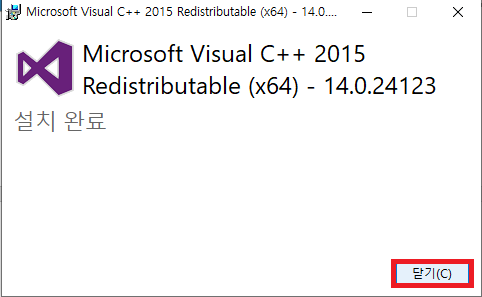 Microsoft Visual C++ 2015 Redistributable (x64) - 14.0....
Microsoft Visual C++ 2015
Redistributable (x64) - 14.0.24123
설치 완료
닫기(C)